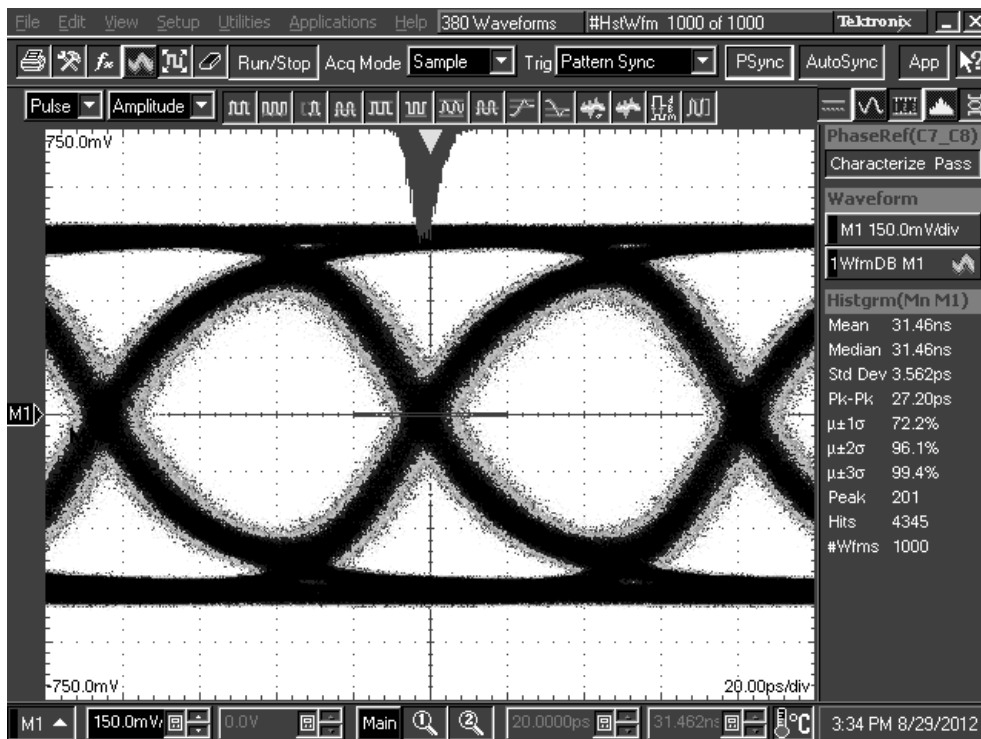 File Edit View Setup Utilities Applications Help 380 Waveforms #HstWfm 1000 of 1000 Tektronix
Run/Stop Acq Mode Sample Trig Pattern Sync PSync AutoSync App
Pulse Amplitude
750.0mV
PhaseRef(C7_C8)
Characterize Pass
Waveform
M1 150.0mV/div
1 WfmDB M1
Histgrm(Mn M1)
Mean 31.46ns
Median 31.46ns
Std Dev 3.562ps
Pk-Pk 27.20ps
µ±1σ 72.2%
µ±2σ 96.1%
µ±3σ 99.4%
Peak 201
Hits 4345
#Wfms 1000
M1
-750.0mV 20.00ps/div
M1 150.0mV/ 0.0V Main 1 2 20.0000ps 31.462ns °C 3:34 PM 8/29/2012